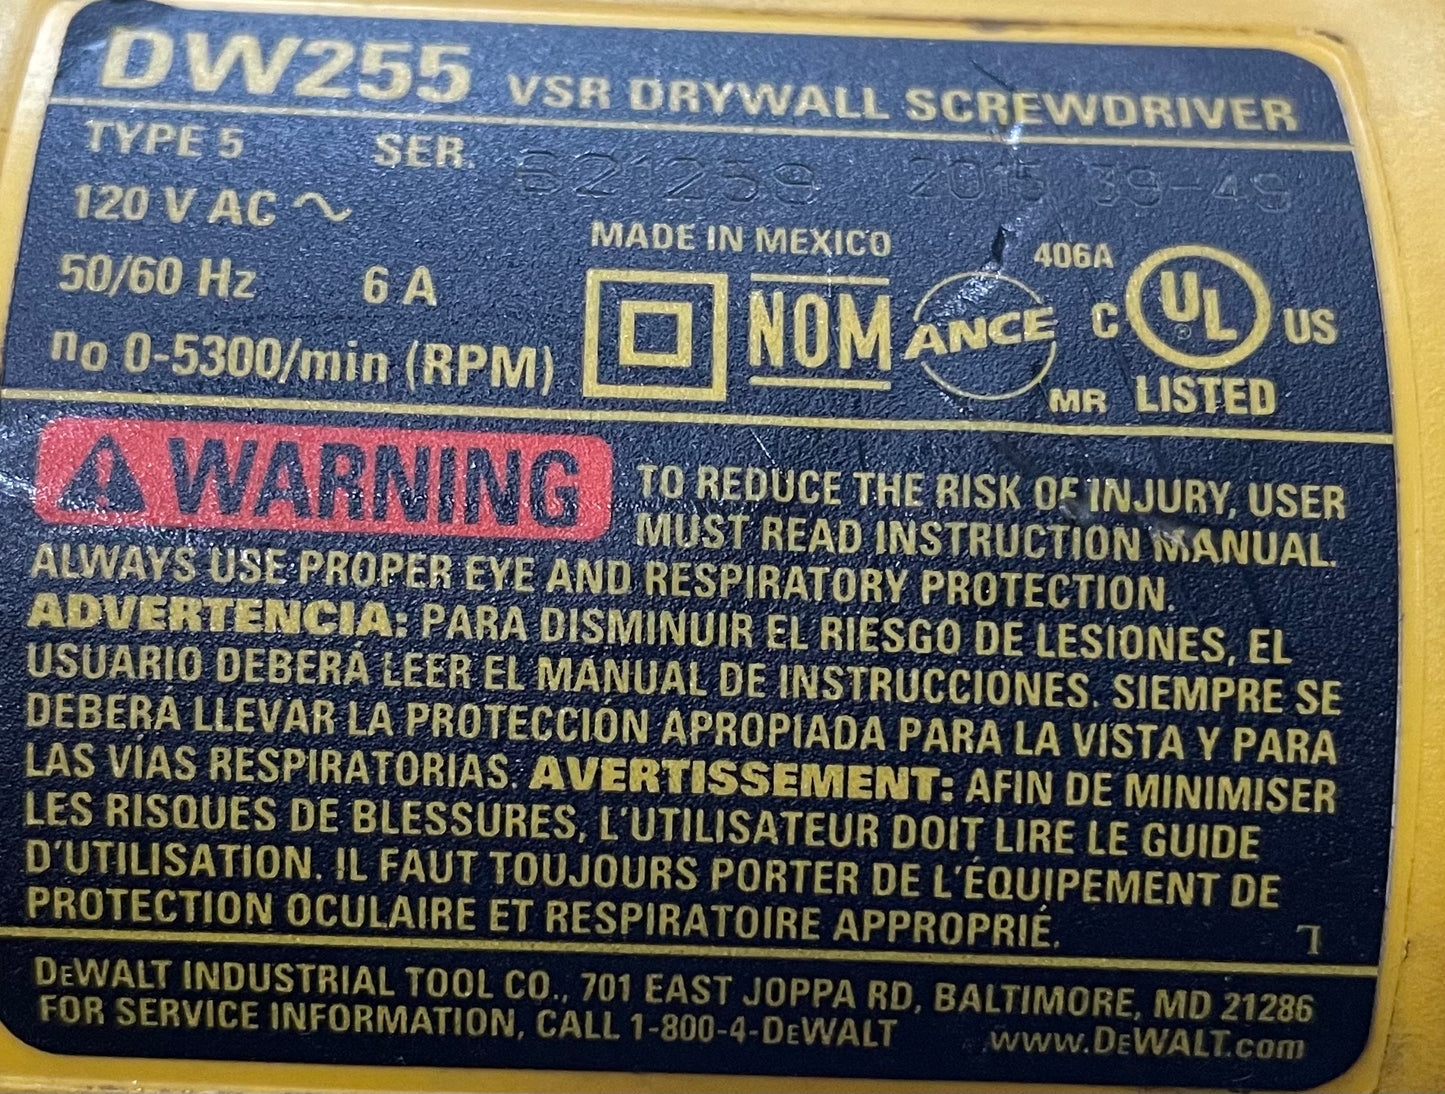 DW255 VSR DRYWALL SCREWDRIVER
TYPE 5 SER. 621259 2015 39-49
120 V AC ~
MADE IN MEXICO
50/60 Hz 6 A
no 0-5300/min (RPM)
NOM
ANCE
MR
406A
C UL US
®
LISTED
WARNING TO REDUCE THE RISK OF INJURY, USER
MUST READ INSTRUCTION MANUAL.
ALWAYS USE PROPER EYE AND RESPIRATORY PROTECTION.
ADVERTENCIA: PARA DISMINUIR EL RIESGO DE LESIONES, EL
USUARIO DEBERÁ LEER EL MANUAL DE INSTRUCCIONES. SIEMPRE SE
DEBERÁ LLEVAR LA PROTECCIÓN APROPIADA PARA LA VISTA Y PARA
LAS VÍAS RESPIRATORIAS. AVERTISSEMENT: AFIN DE MINIMISER
LES RISQUES DE BLESSURES, L'UTILISATEUR DOIT LIRE LE GUIDE
D'UTILISATION. IL FAUT TOUJOURS PORTER DE L'ÉQUIPEMENT DE
PROTECTION OCULAIRE ET RESPIRATOIRE APPROPRIÉ.
DEWALT INDUSTRIAL TOOL CO., 701 EAST JOPPA RD, BALTIMORE, MD 21286
FOR SERVICE INFORMATION, CALL 1-800-4-DEWALT www.DEWALT.com